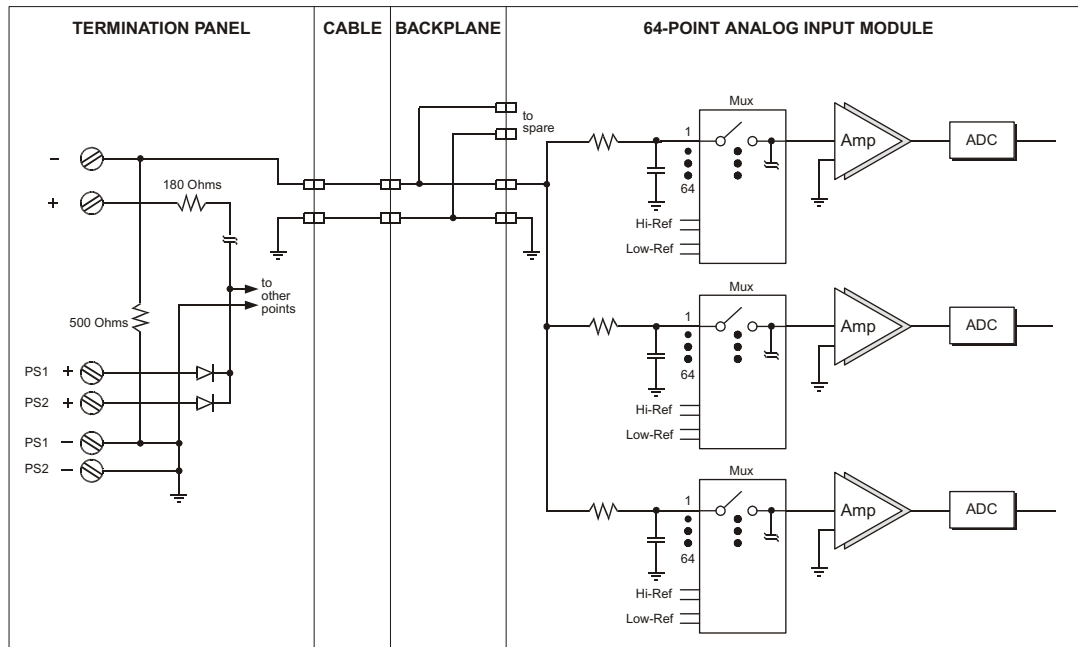 TERMINATION PANEL
CABLE
BACKPLANE
64-POINT ANALOG INPUT MODULE
-
180 Ohms
+
500 Ohms
to
other
points
PS1 +
PS2 +
PS1 -
PS2 -
to
spare
Mux
1
64
Hi-Ref
Low-Ref
Amp
ADC
Mux
1
64
Hi-Ref
Low-Ref
Amp
ADC
Mux
1
64
Hi-Ref
Low-Ref
Amp
ADC